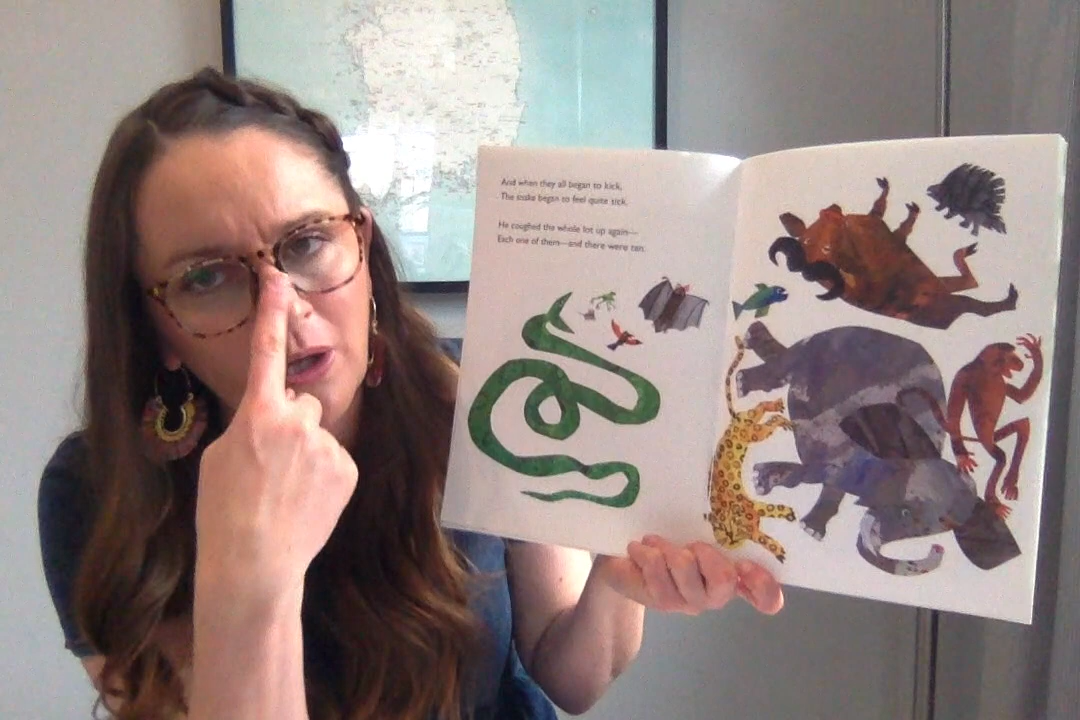 And when they all began to kick,
The snake began to feel quite sick.
He coughed the whole lot up again—
Each one of them—and there were ten.